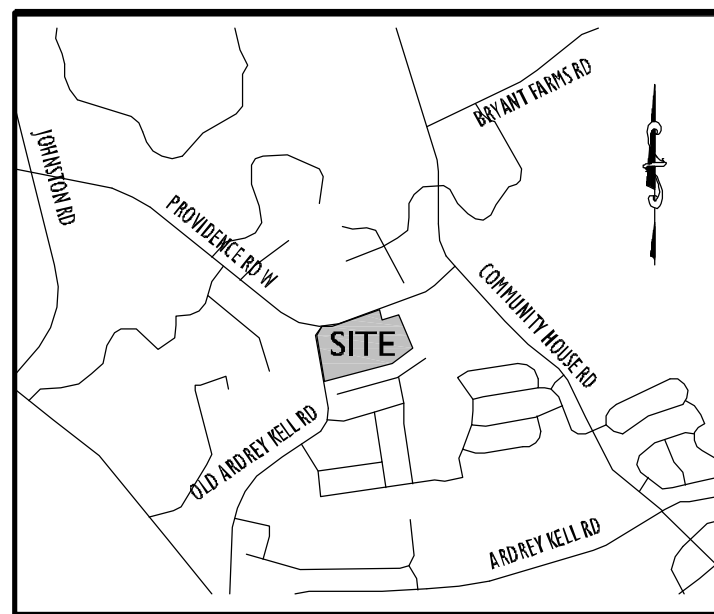 BRYANT FARMS RD
JOHNSTON RD
PROVIDENCE RD W
COMMUNITY HOUSE RD
SITE
OLD ARDREY KELL RD
ARDREY KELL RD